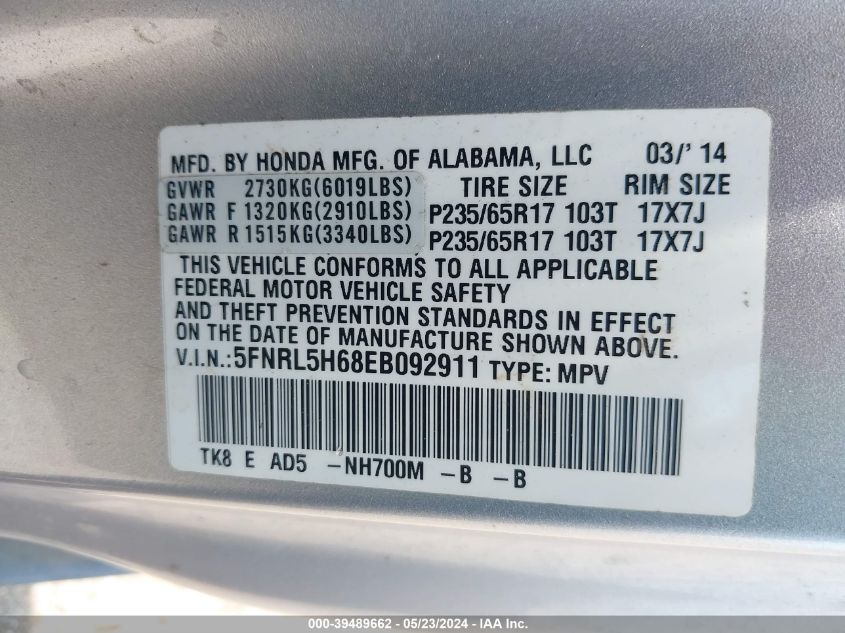 MFD. BY HONDA MFG. OF ALABAMA, LLC 03/' 14
GVWR 2730KG(6019LBS) TIRE SIZE RIM SIZE
GAWR F 1320KG(2910LBS) P235/65R17 103T 17X7J
GAWR R 1515KG(3340LBS) P235/65R17 103T 17X7J
THIS VEHICLE CONFORMS TO ALL APPLICABLE
FEDERAL MOTOR VEHICLE SAFETY
AND THEFT PREVENTION STANDARDS IN EFFECT
ON THE DATE OF MANUFACTURE SHOWN ABOVE.
V.I.N.: 5FNRL5H68EB092911 TYPE: MPV
TK8 E AD5 -NH700M -B -B
000-39489662 - 05/23/2024 - IAA Inc.